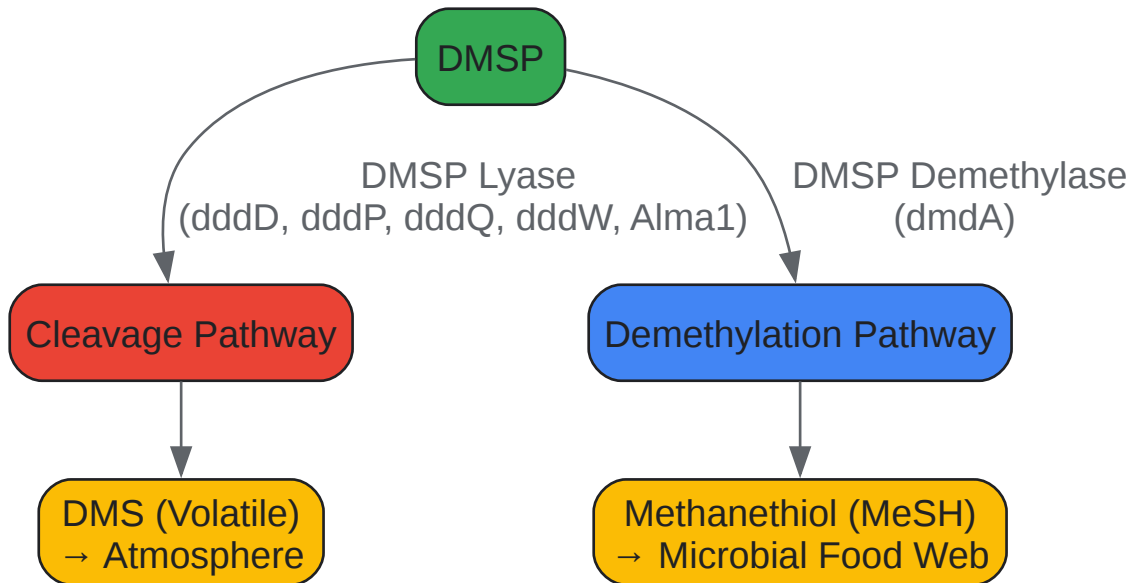 DMSP
DMSP Lyase
(dddD, dddP, dddQ, dddW, Alma1)
DMSP Demethylase
(dmdA)
Cleavage Pathway
Demethylation Pathway
DMS (Volatile)
→ Atmosphere
Methanethiol (MeSH)
→ Microbial Food Web